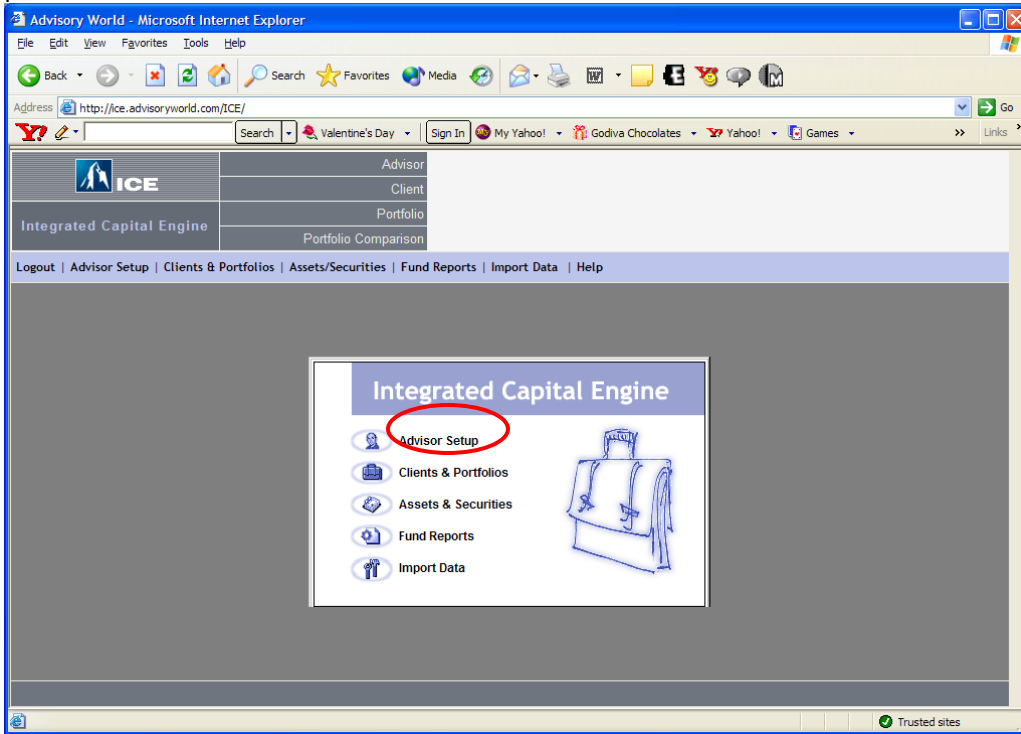 Advisory World - Microsoft Internet Explorer
File Edit View Favorites Tools Help
Back Search Favorites Media
Address http://ice.advisoryworld.com/ICE/ Go
Y! Search Valentine's Day Sign In My Yahoo! Godiva Chocolates Yahoo! Games >> Links »
ICE
Integrated Capital Engine
Advisor
Client
Portfolio
Portfolio Comparison
Logout | Advisor Setup | Clients & Portfolios | Assets/Securities | Fund Reports | Import Data | Help
Integrated Capital Engine
Advisor Setup
Clients & Portfolios
Assets & Securities
Fund Reports
Import Data
Trusted sites